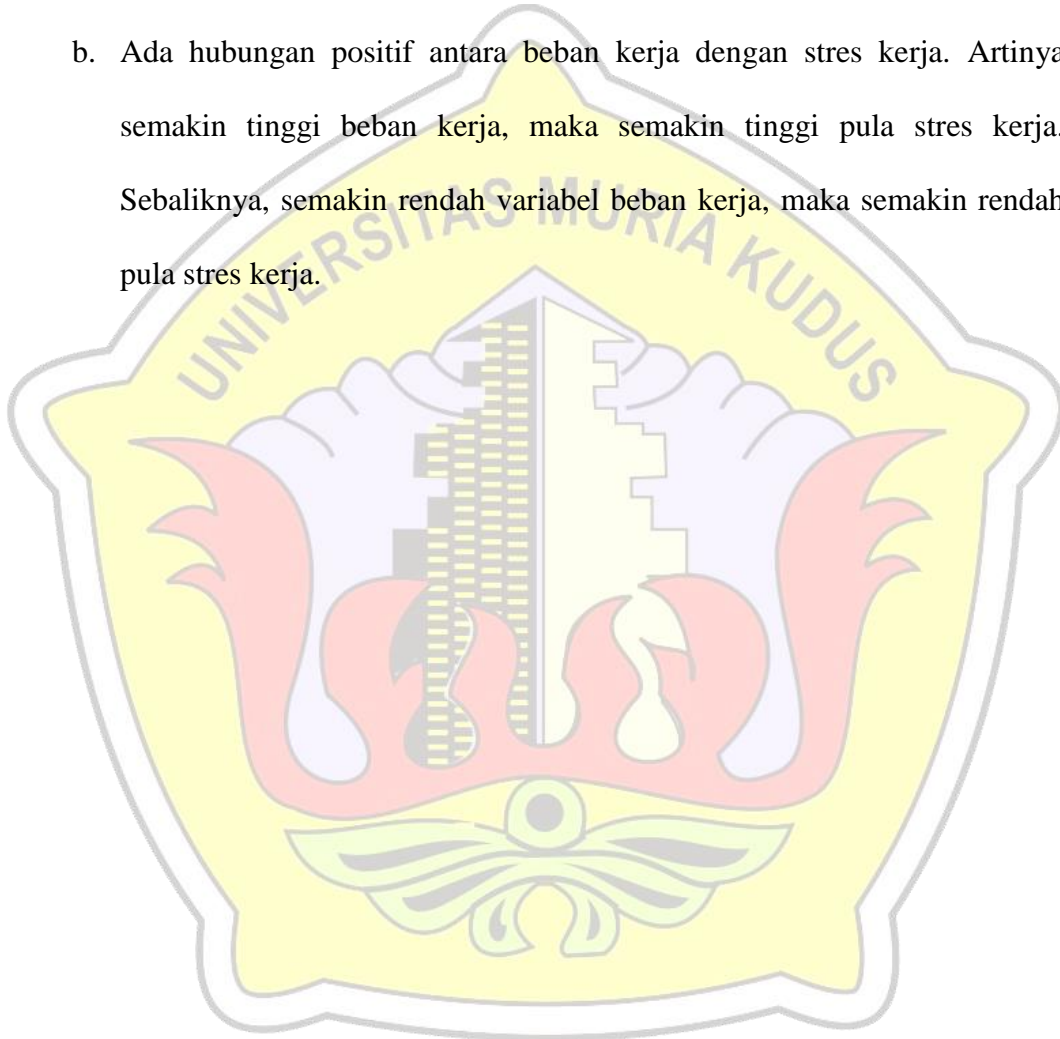 b. Ada hubungan positif antara beban kerja dengan stres kerja. Artinya
semakin tinggi beban kerja, maka semakin tinggi pula stres kerja.
Sebaliknya, semakin rendah variabel beban kerja, maka semakin rendah
pula stres kerja.
UNIVERSITAS MURIA KUDUS